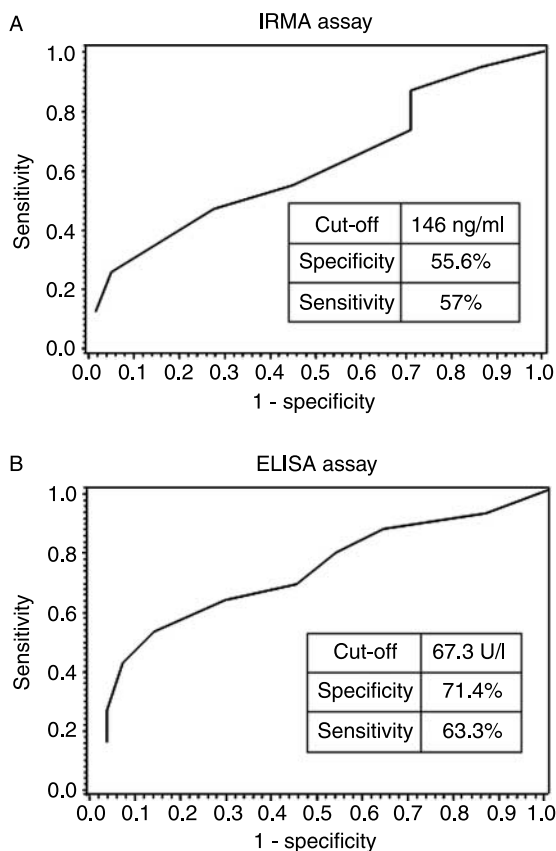 A
IRMA assay
Sensitivity
1.0
0.8
0.6
0.4
0.2
0.0
Cut-off 146 ng/ml
Specificity 55.6%
Sensitivity 57%
0.0 0.1 0.2 0.3 0.4 0.5 0.6 0.7 0.8 0.9 1.0
1 - specificity
B
ELISA assay
Sensitivity
1.0
0.8
0.6
0.4
0.2
0.0
Cut-off 67.3 U/l
Specificity 71.4%
Sensitivity 63.3%
0.0 0.1 0.2 0.3 0.4 0.5 0.6 0.7 0.8 0.9 1.0
1 - specificity